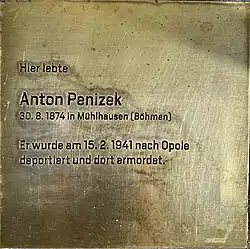 Hier lebte
Anton Penizek
30. 8. 1874 in Mühlhausen (Böhmen)
Er wurde am 15. 2. 1941 nach Opole
deportiert und dort ermordet.